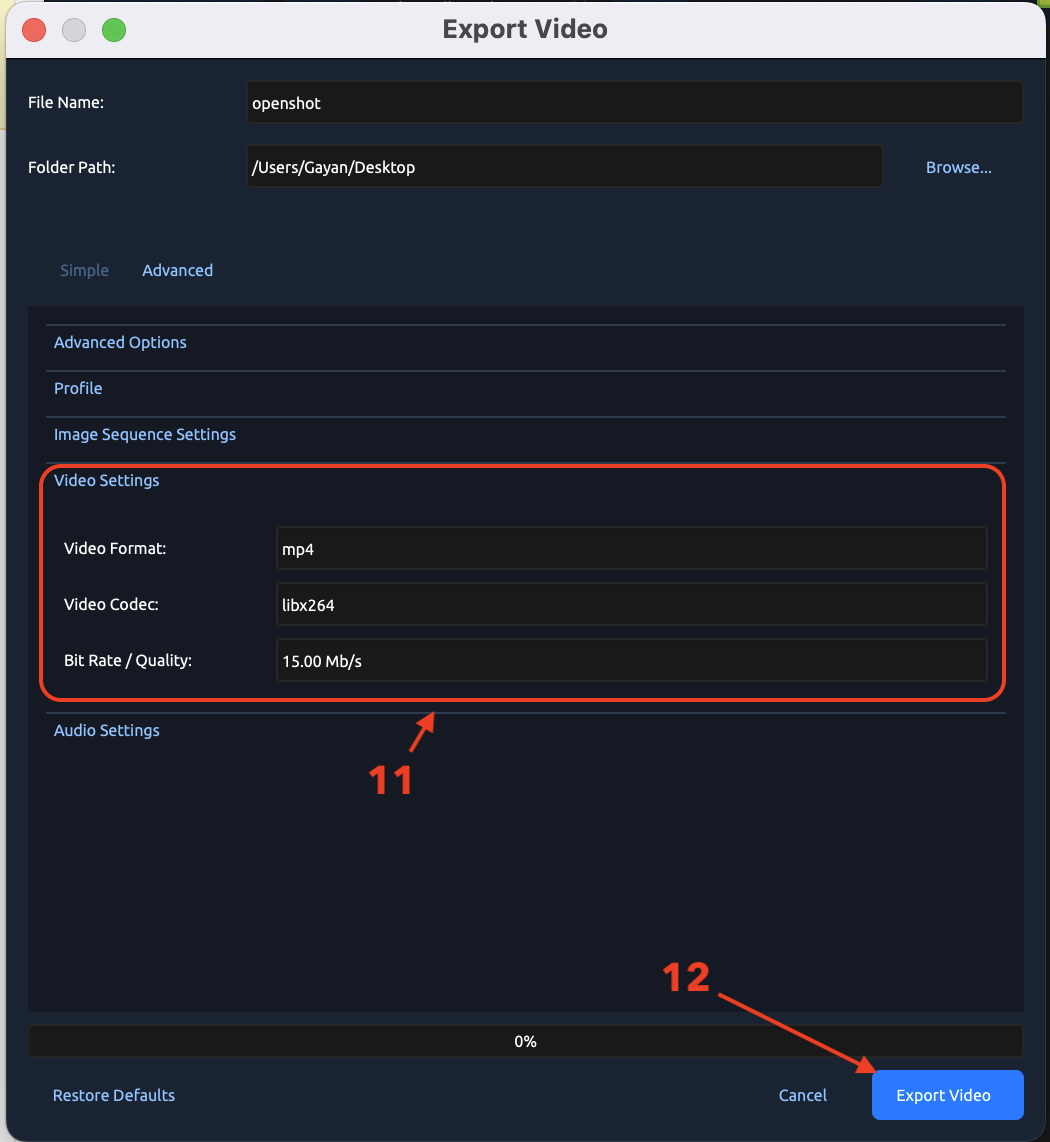 Export Video
File Name:
openshot
Folder Path:
/Users/Gayan/Desktop
Browse...
Simple
Advanced
Advanced Options
Profile
Image Sequence Settings
Video Settings
Video Format:
mp4
Video Codec:
libx264
Bit Rate / Quality:
15.00 Mb/s
Audio Settings
11
12
0%
Restore Defaults
Cancel
Export Video